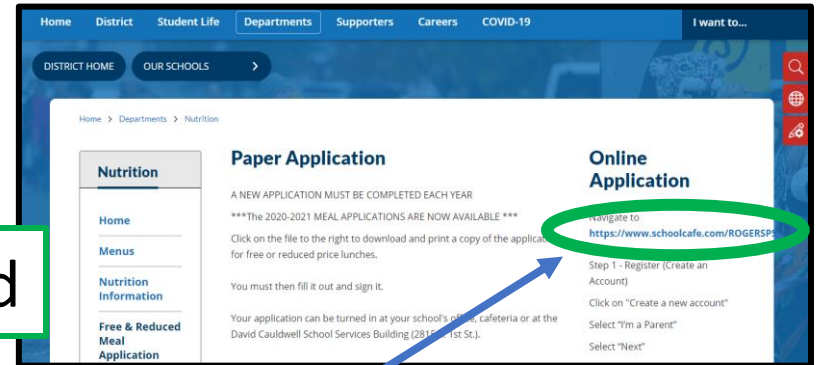 Home District Student Life Departments Supporters Careers COVID-19 I want to...
DISTRICT HOME OUR SCHOOLS >
Home > Departments > Nutrition
Nutrition
Home
Menus
Nutrition
Information
Free & Reduced
Meal
Application
Paper Application
A NEW APPLICATION MUST BE COMPLETED EACH YEAR
***The 2020-2021 MEAL APPLICATIONS ARE NOW AVAILABLE ***
Click on the file to the right to download and print a copy of the
for free or reduced price lunches.
You must then fill it out and sign it.
Your application can be turned in at your school's office, cafeteria or at the
David Cauldwell School Services Building 1st St.).
Online
Application
Navigate to
https://www.schoolcafe.com/ROGERSPS
Step 1 - Register (Create an
Account)
Click on "Create a new account"
Select "I'm a Parent"
Select "Next"
d